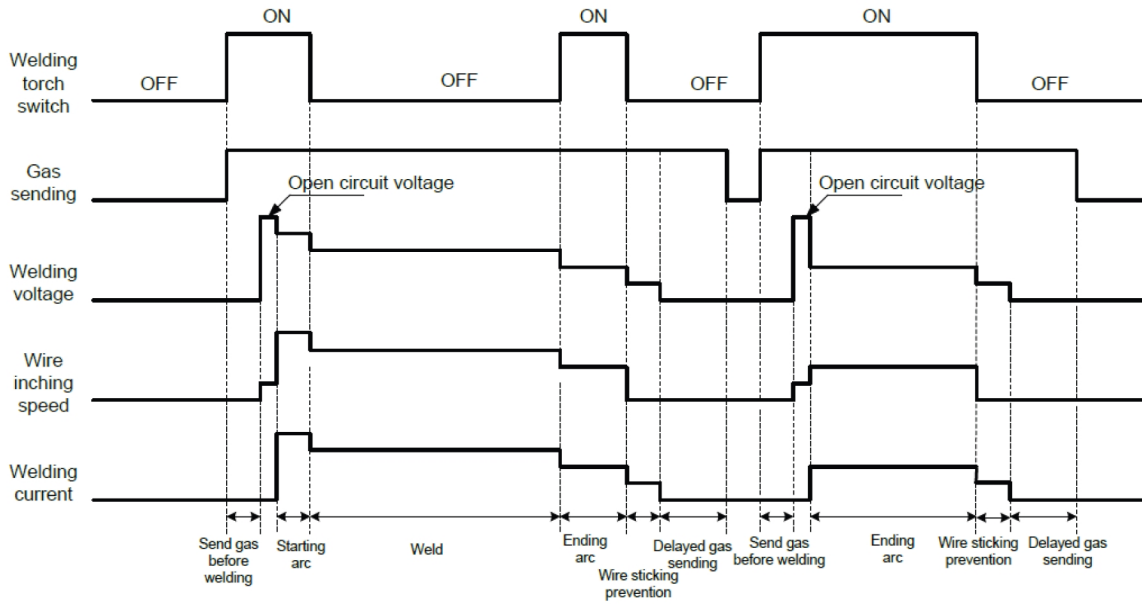 ON
ON
ON
Welding
torch
switch
OFF
OFF
OFF
OFF
Gas
sending
Open circuit voltage
Open circuit voltage
Welding
voltage
Wire
inching
speed
Welding
current
Send gas
before
welding
Starting
arc
Weld
Ending
arc
Wire sticking
prevention
Delayed gas
sending
Send gas
before welding
Ending
arc
Wire sticking
prevention
Delayed gas
sending